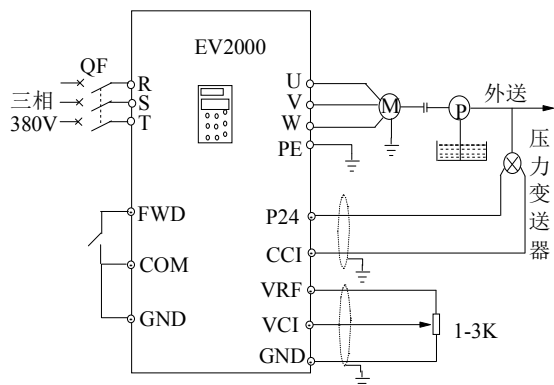 EV2000
QF
三相
380V
R
S
T
FWD
COM
GND
U
V
W
PE
P24
CCI
VRF
VCI
GND
M
P
外送
压力变送器
1-3K